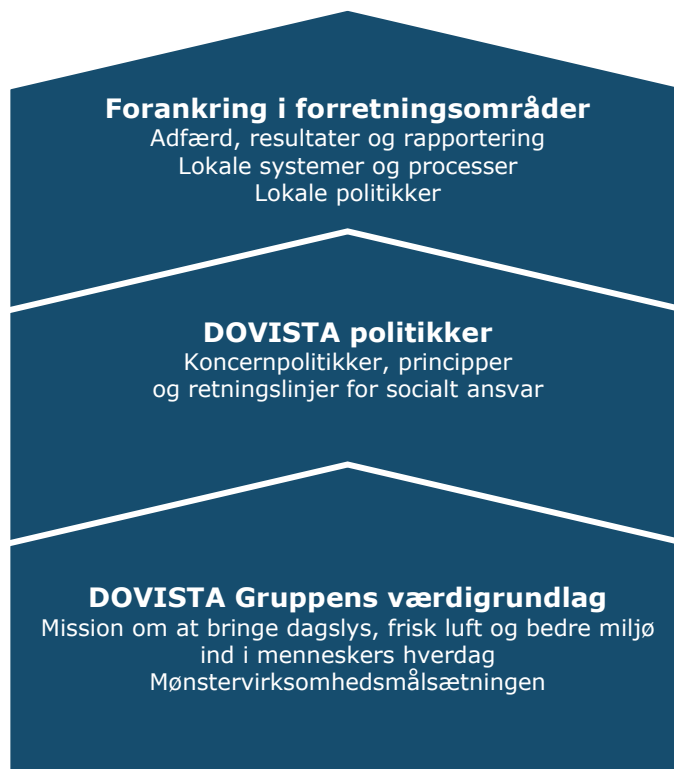 Forankring i forretningsområder
Adfærd, resultater og rapportering
Lokale systemer og processer
Lokale politikker
DOVISTA politikker
Koncernpolitikker, principper
og retningslinjer for socialt ansvar
DOVISTA Gruppens værdigrundlag
Mission om at bringe dagslys, frisk luft og bedre miljø
ind i menneskers hverdag
Mønstervirksomhedsmålsætningen